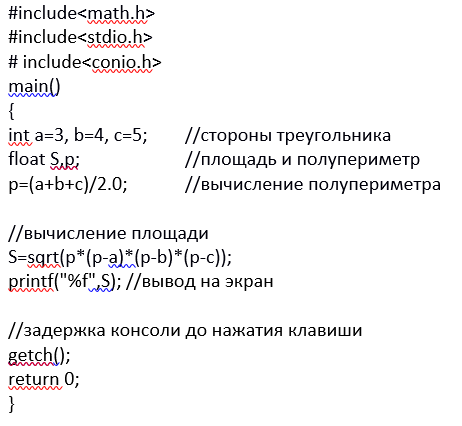 #include<math.h>
#include<stdio.h>
# include<conio.h>
main()
{
int a=3, b=4, c=5; //стороны треугольника
float S,p; //площадь и полупериметр
p=(a+b+c)/2.0; //вычисление полупериметра
//вычисление площади
S=sqrt(p*(p-a)*(p-b)*(p-c));
printf("%f",S); //вывод на экран
//задержка консоли до нажатия клавиши
getch();
return 0;
}